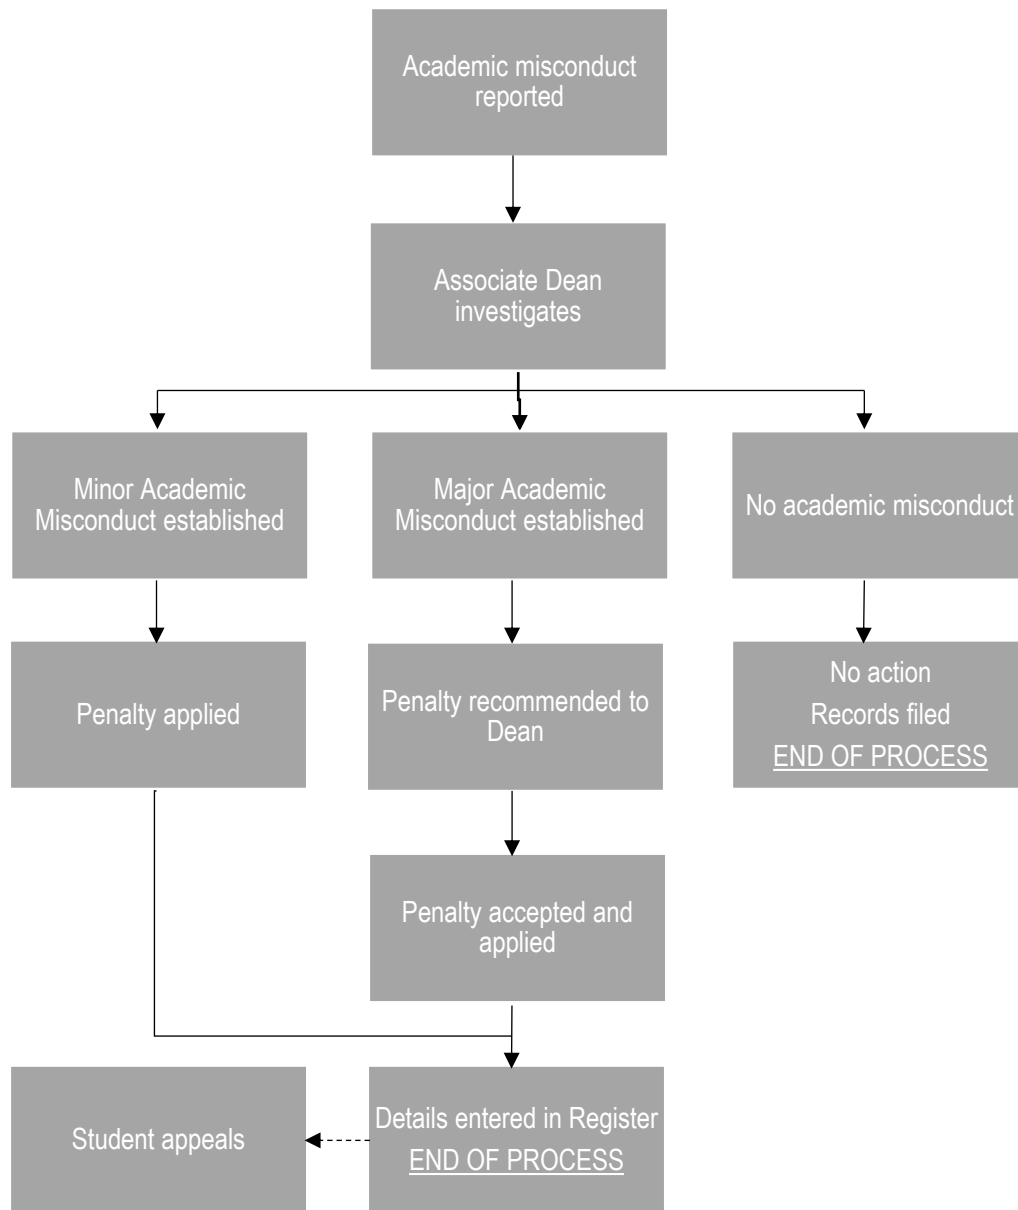 Academic misconduct
reported
Associate Dean
investigates
Minor Academic
Misconduct established
Major Academic
Misconduct established
No academic misconduct
Penalty applied
Penalty recommended to
Dean
No action
Records filed
END OF PROCESS
Penalty accepted and
applied
Student appeals
Details entered in Register
END OF PROCESS